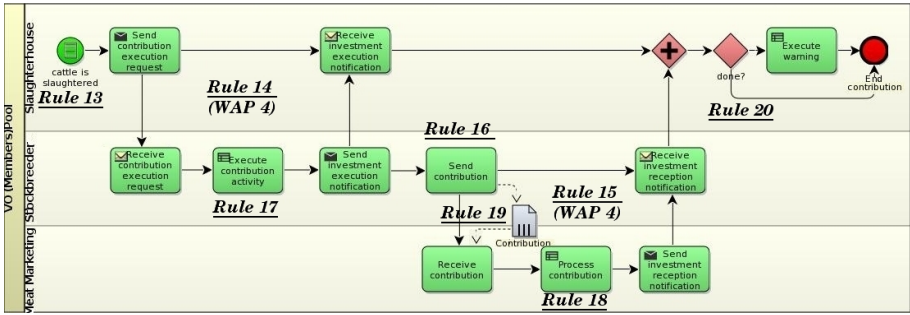 VO (Members)Pool
Slaughterhouse
Stockbreeder
Meat Marketing
cattle is
slaughtered
Rule 13
Send
contribution
execution
request
Rule 14
(WAP 4)
Receive
investment
execution
notification
done?
Execute
warning
End
contribution
Rule 20
Receive
contribution
execution
request
Execute
contribution
activity
Rule 17
Send
investment
execution
notification
Rule 16
Send
contribution
Rule 15
(WAP 4)
Receive
investment
reception
notification
Rule 19
Contribution
Receive
contribution
Process
contribution
Rule 18
Send
investment
reception
notification